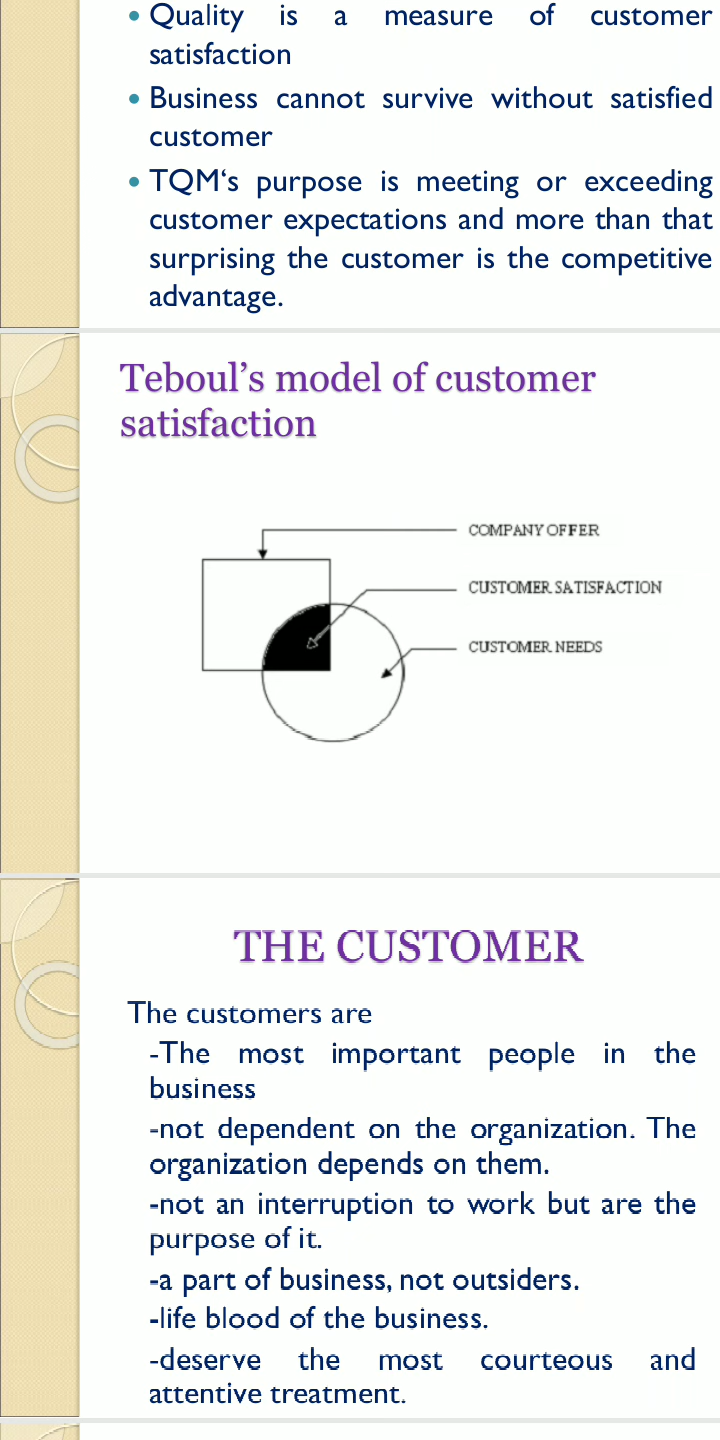 • Quality is a measure of customer
satisfaction
• Business cannot survive without satisfied
customer
• TQM‘s purpose is meeting or exceeding
customer expectations and more than that
surprising the customer is the competitive
advantage.
Teboul’s model of customer
satisfaction
COMPANY OFFER
CUSTOMER SATISFACTION
CUSTOMER NEEDS
THE CUSTOMER
The customers are
-The most important people in the
business
-not dependent on the organization. The
organization depends on them.
-not an interruption to work but are the
purpose of it.
-a part of business, not outsiders.
-life blood of the business.
-deserve the most courteous and
attentive treatment.